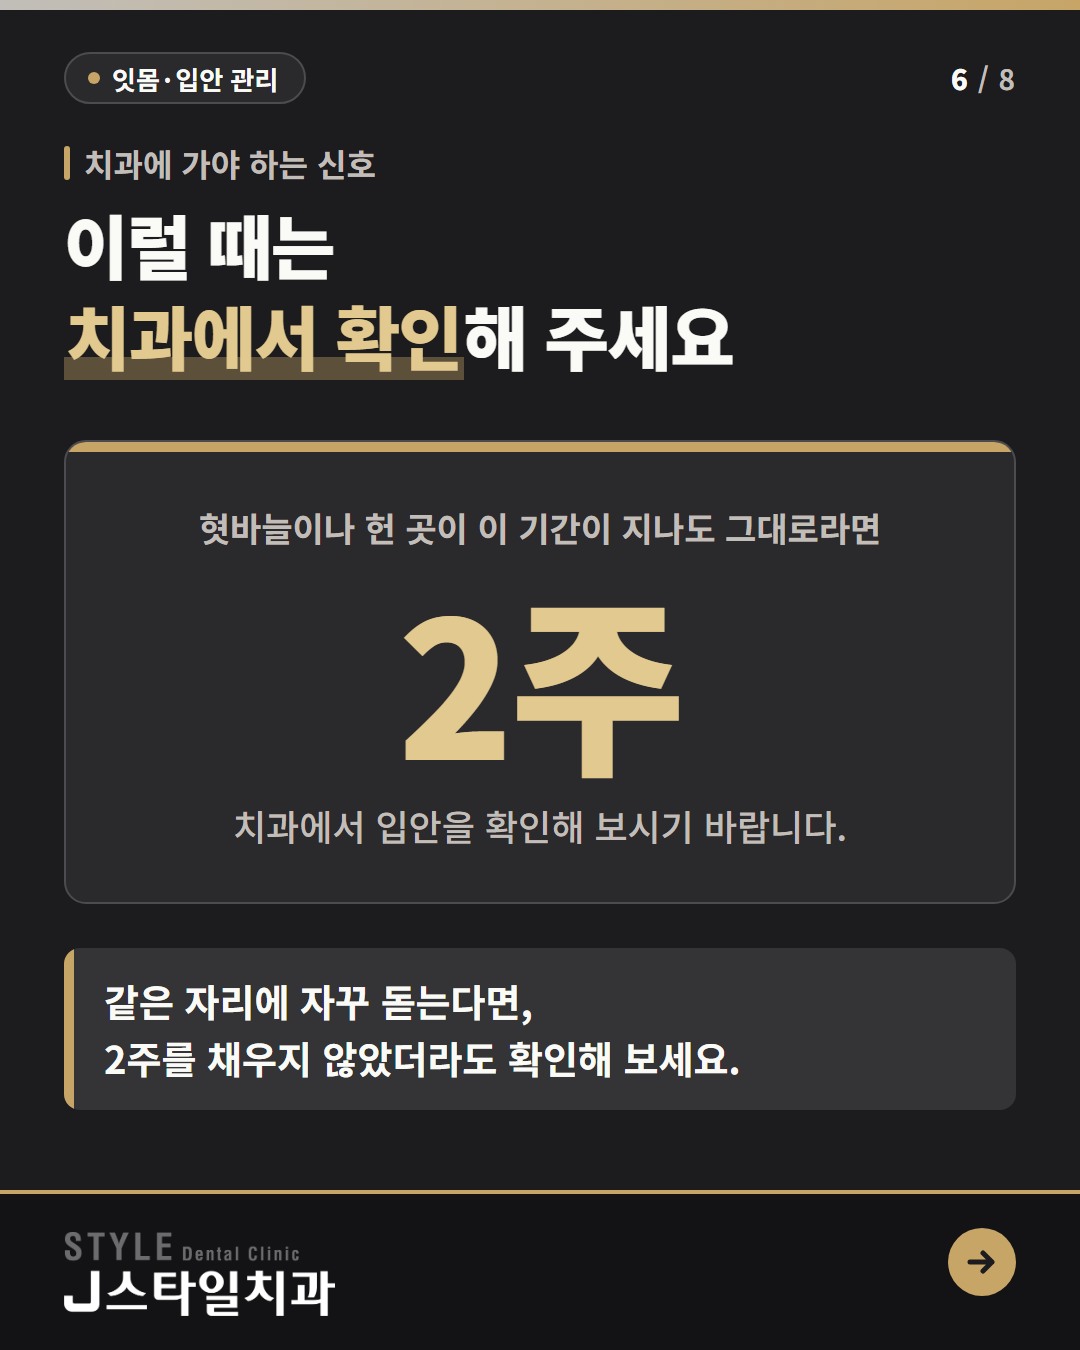 잇몸·입안 관리
6 / 8
치과에 가야 하는 신호
이럴 때는
치과에서 확인해 주세요
혓바늘이나 헌 곳이 이 기간이 지나도 그대로라면
2주
치과에서 입안을 확인해 보시기 바랍니다.
같은 자리에 자꾸 돋는다면,
2주를 채우지 않았더라도 확인해 보세요.
STYLE Dental Clinic
J스타일치과